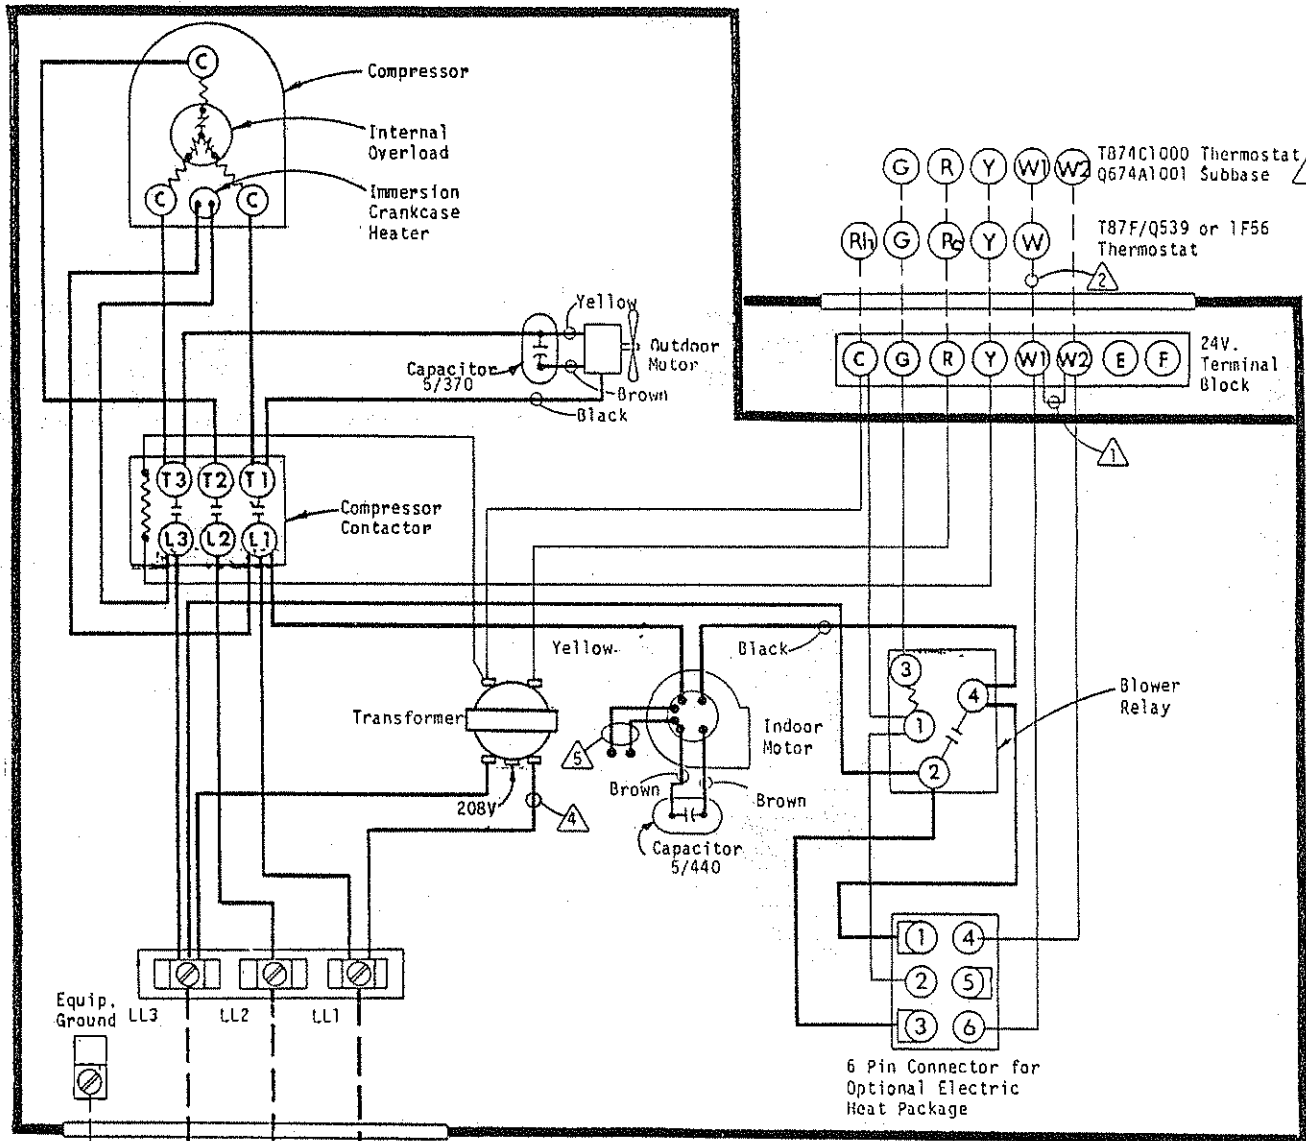 C
Compressor
Internal
Overload
C
C
Immersion
Crankcase
Heater
G
R
Y
W1
W2
T874C1000 Thermostat
Q674A1001 Subbase
Rh
G
Rc
Y
W
T87F/Q539 or 1F56
Thermostat
2
Yellow
Outdoor
Motor
Capacitor
5/370
Brown
Black
C
G
R
Y
W1
W2
E
F
24V.
Terminal
Block
1
T3
T2
T1
L3
L2
L1
Compressor
Contactor
Yellow
Black
3
4
1
2
Blower
Relay
Transformer
Indoor
Motor
5
Brown
Brown
208V
4
Capacitor
5/440
1
4
2
5
3
6
6 Pin Connector for
Optional Electric
Heat Package
Equip.
Ground
LL3
LL2
LL1